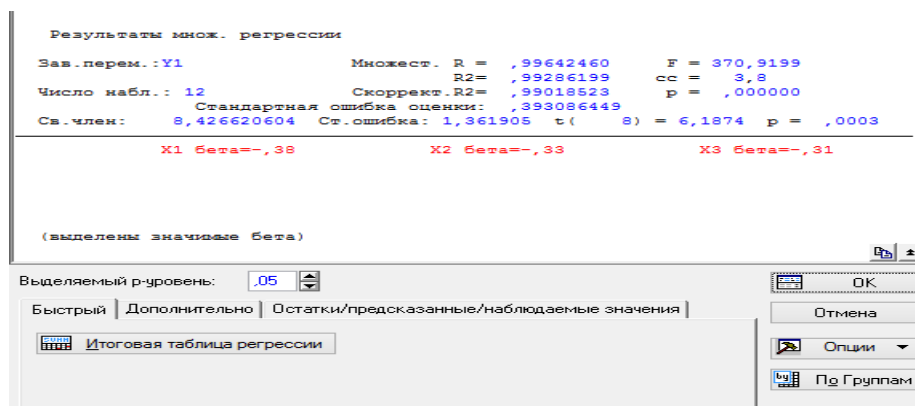 Результаты множ. регрессии
Зав.перем.:Y1 Множест. R = ,99642460 F = 370,9199
R2= ,99286199 cc = 3,8
Число набл.: 12 Скоррект.R2= ,99018523 p = ,000000
Стандартная ошибка оценки: ,393086449
Св.член: 8,426620604 Ст.ошибка: 1,361905 t( 8) = 6,1874 p = ,0003
X1 бета=-,38 X2 бета=-,33 X3 бета=-,31
(выделены значимые бета)
Выделяемый р-уровень: ,05
OK
Быстрый Дополнительно Остатки/предсказанные/наблюдаемые значения
Отмена
Итоговая таблица регрессии
Опции
По Группам